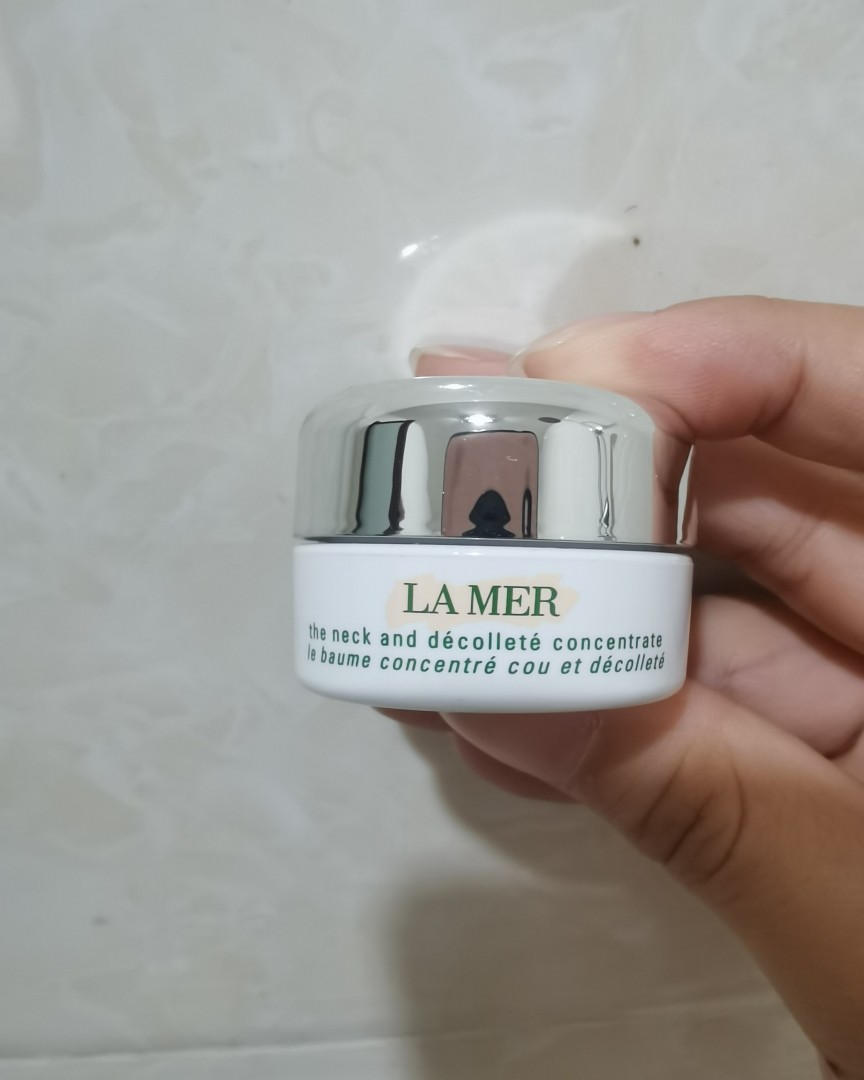 LA MER
the neck and décolleté concentrate
le baume concentré cou et décolleté